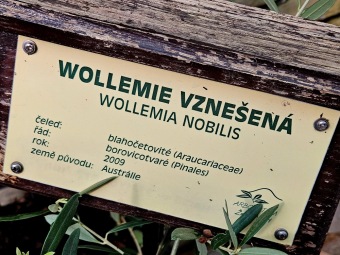 WOLLEMIE VZNEŠENÁ
WOLLEMIA NOBILIS
čeleď: blahočetovité (Araucariaceae)
řád: borovicotvaré (Pinales)
rok: 2009
země původu: Austrálie